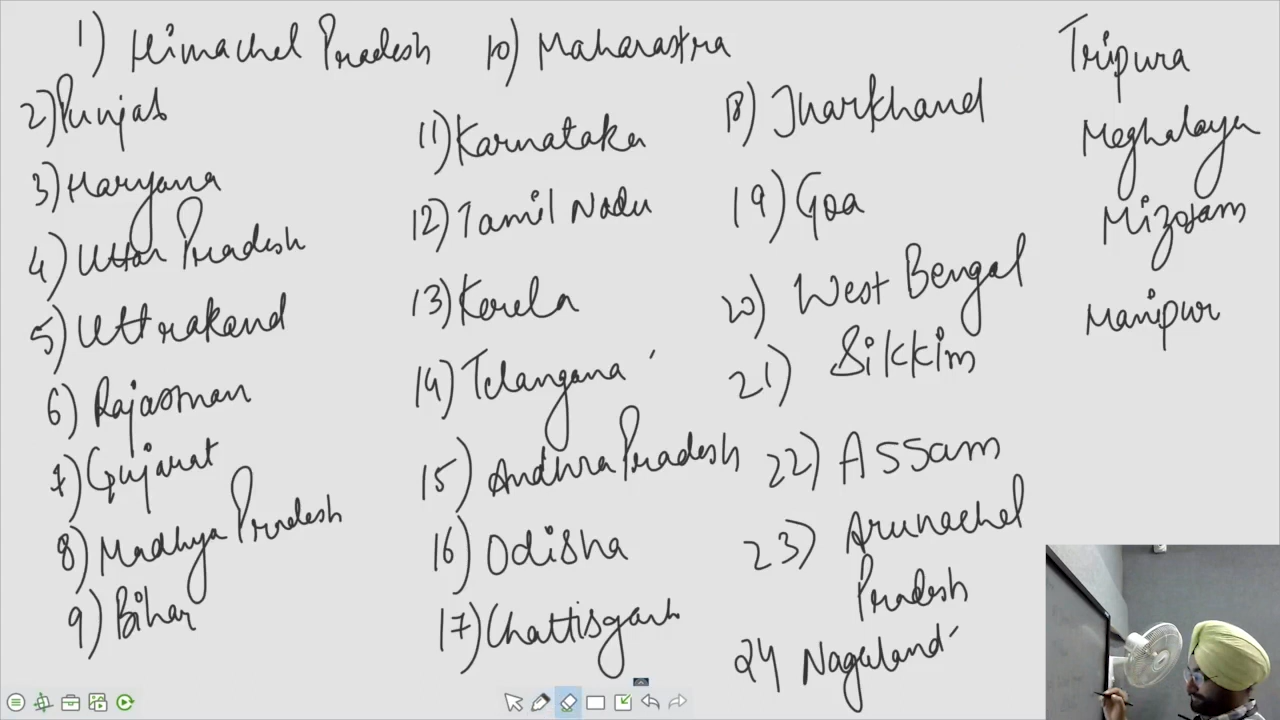 1) Himachel Pradesh
2) Punjab
3) Haryana
4) Uttar Pradesh
5) Uttrakand
6) Rajasthan
7) Gujarat
8) Madhya Pradesh
9) Bihar
10) Maharastra
11) Karnataka
12) Tamil Nadu
13) Kerela
14) Telangana
15) Andhra Pradesh
16) Odisha
17) Chattisgarh
18) Jharkhand
19) Goa
20) West Bengal
21) Sikkim
22) Assam
23) Arunachel
Pradesh
24 Nagaland
Tripura
Meghalaya
Mizoram
Manipur